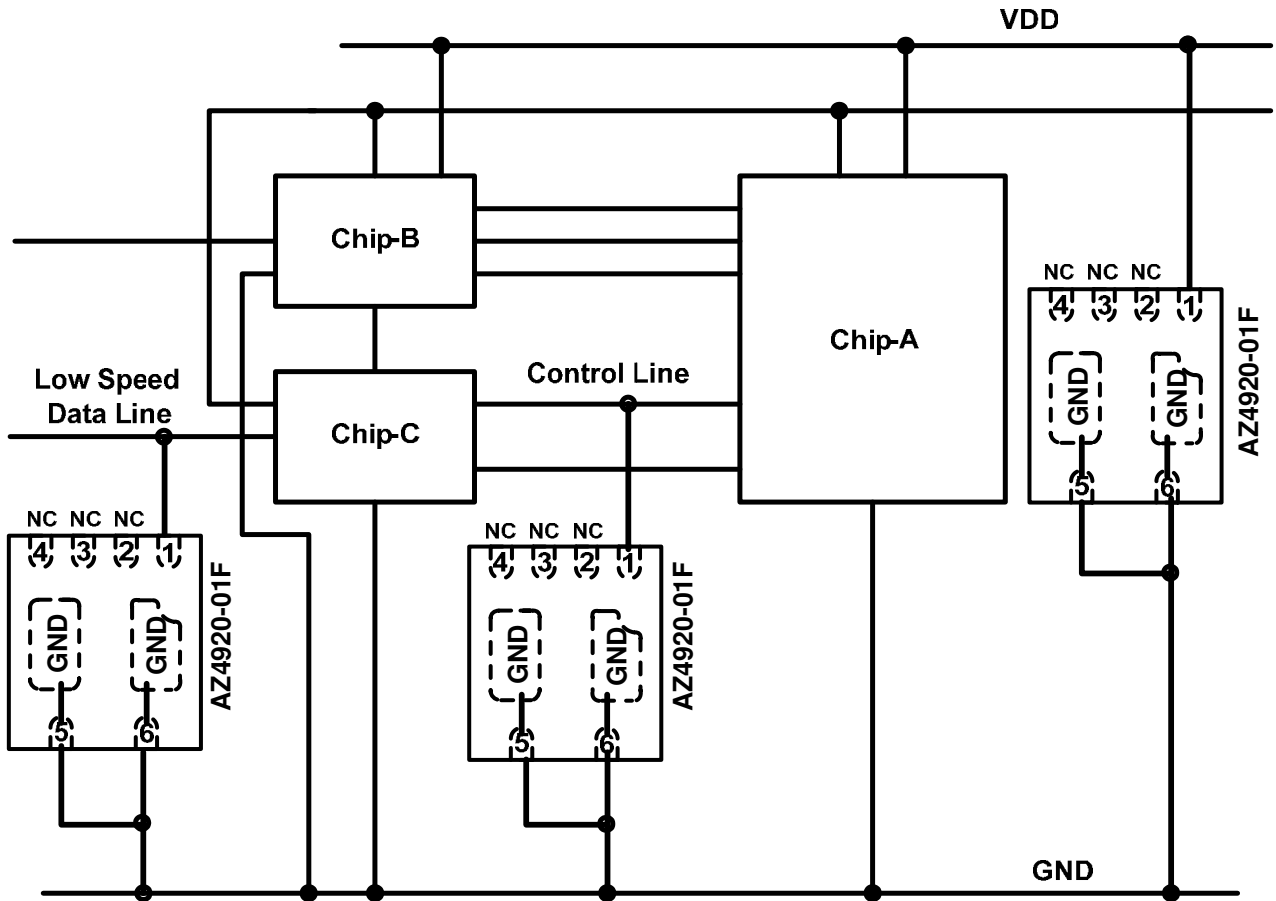 VDD
Chip-B
NC NC NC
4 3 2 1
Chip-A
GND
GND
5 6
AZ4920-01F
Low Speed
Data Line
Control Line
Chip-C
NC NC NC
4 3 2 1
GND
GND
5 6
AZ4920-01F
NC NC NC
4 3 2 1
GND
GND
5 6
AZ4920-01F
GND